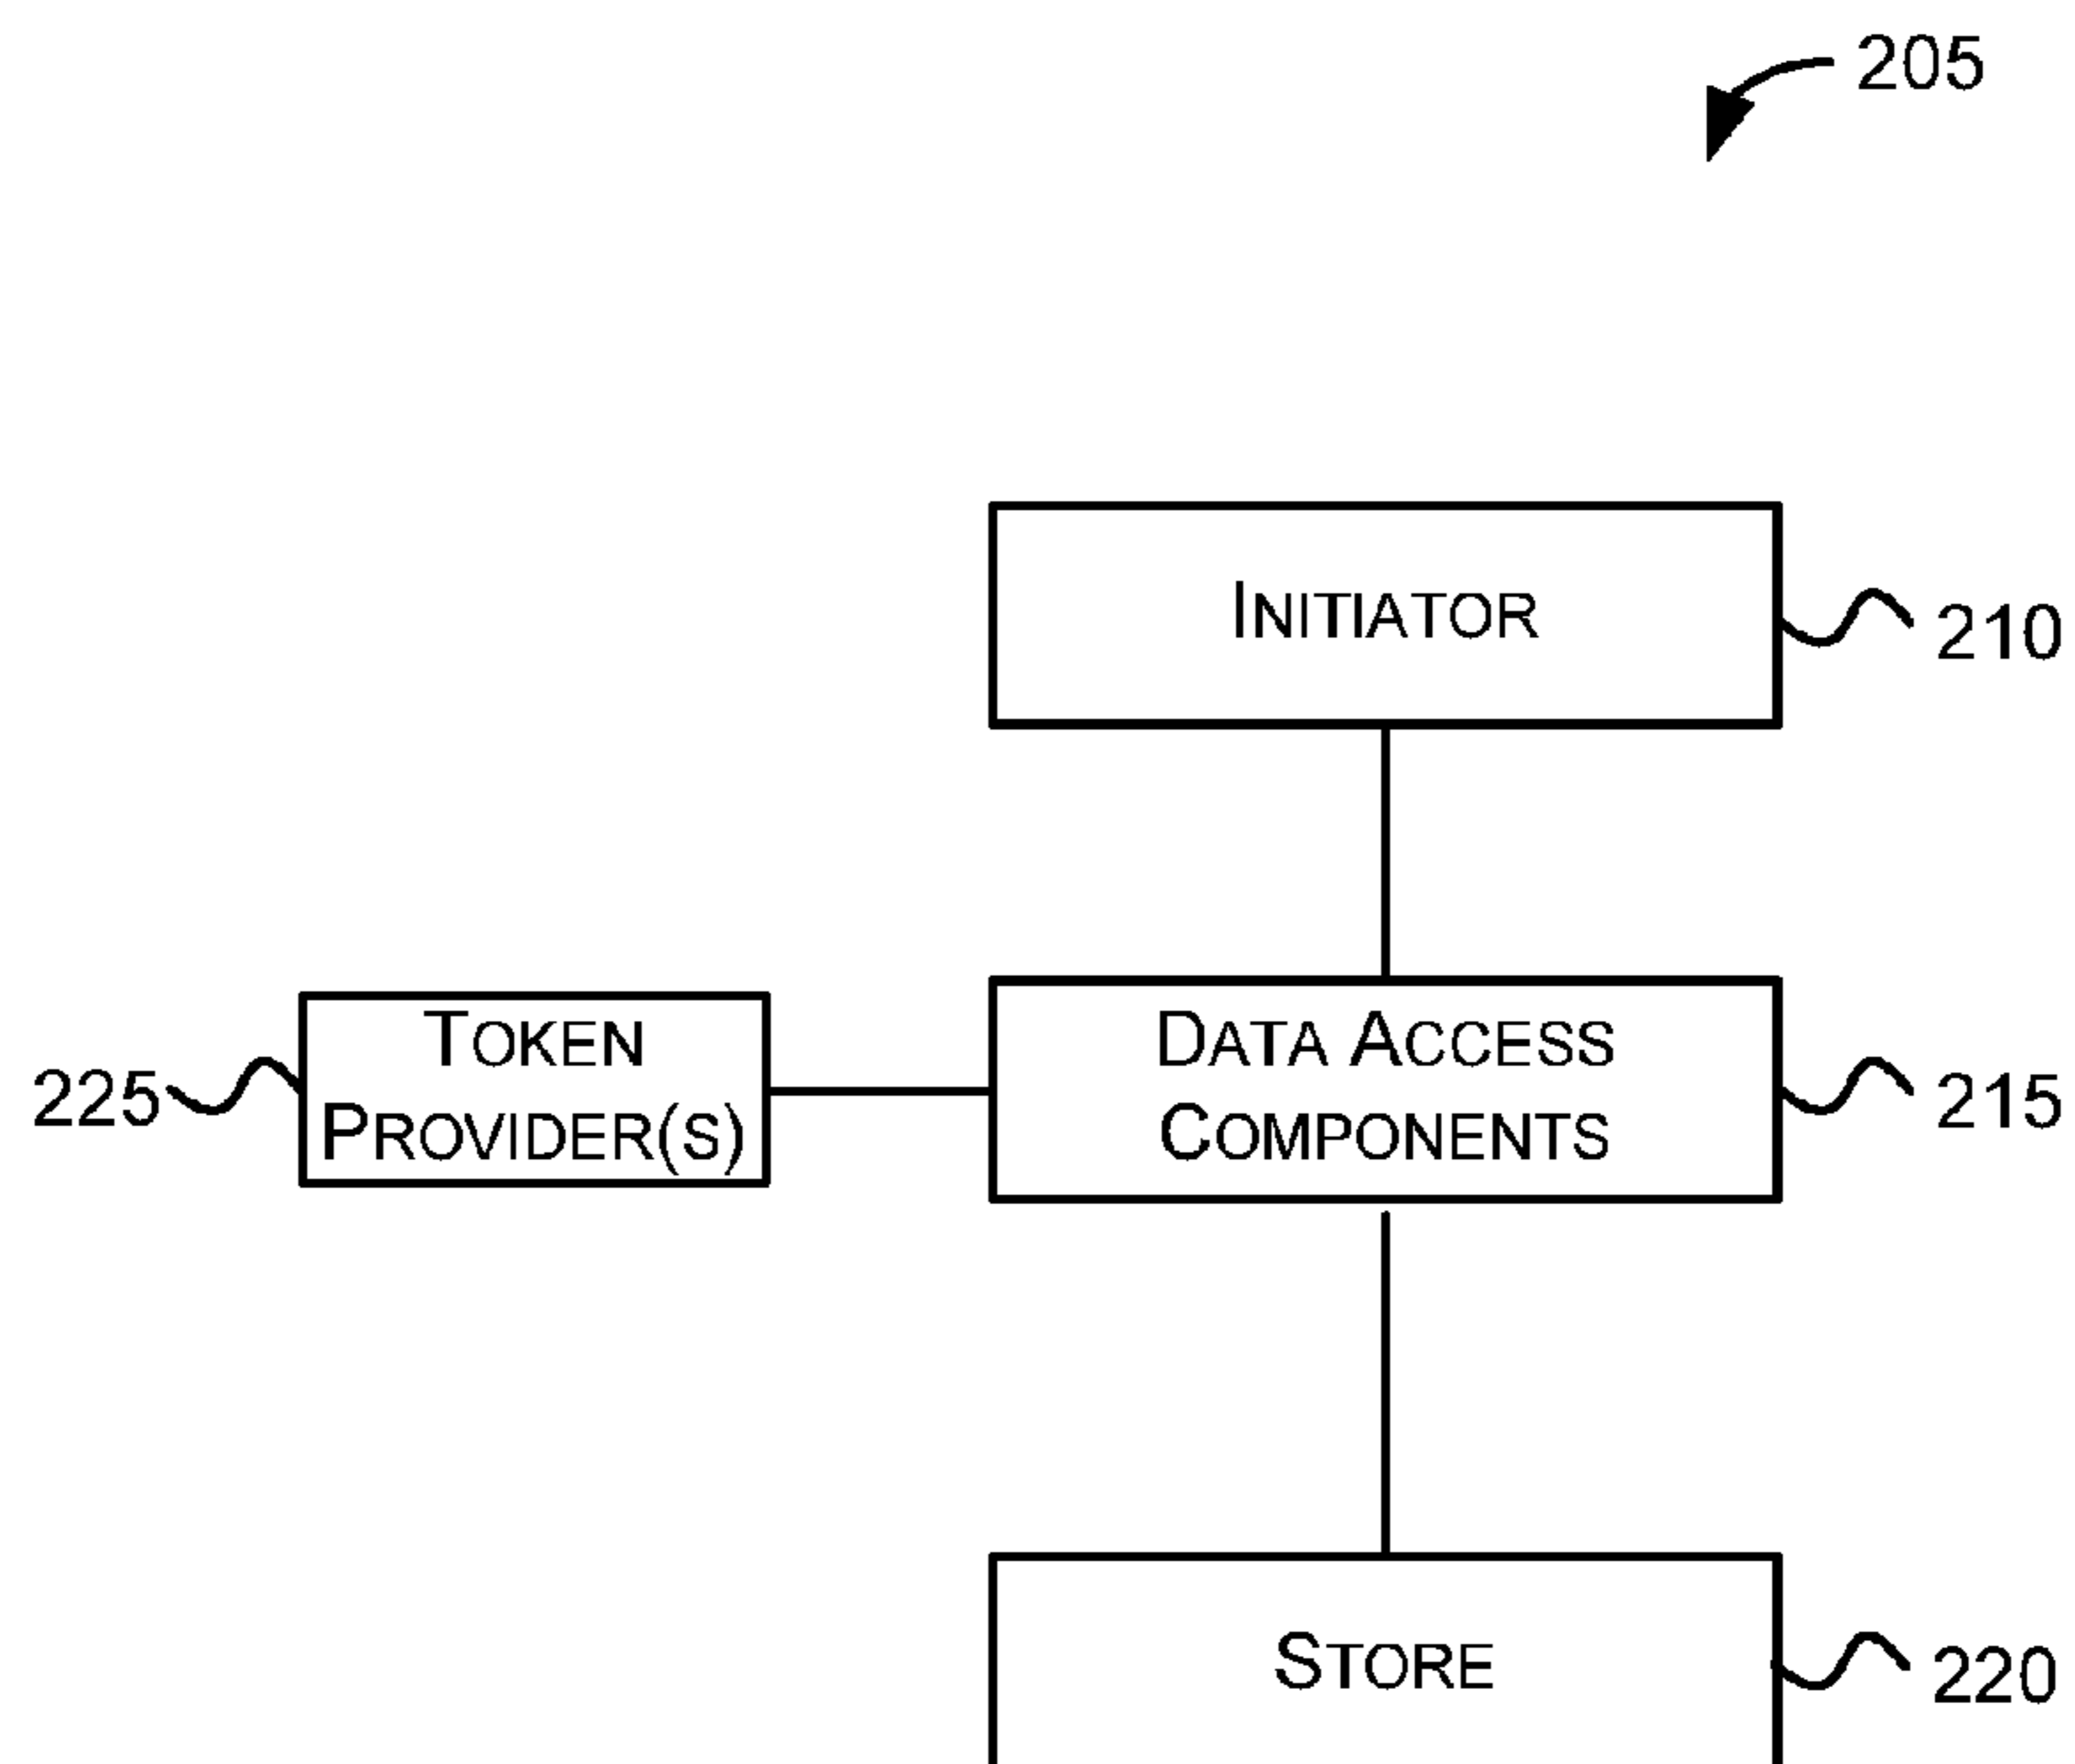 205
INITIATOR
210
TOKEN
PROVIDER(S)
225
DATA ACCESS
COMPONENTS
215
STORE
220